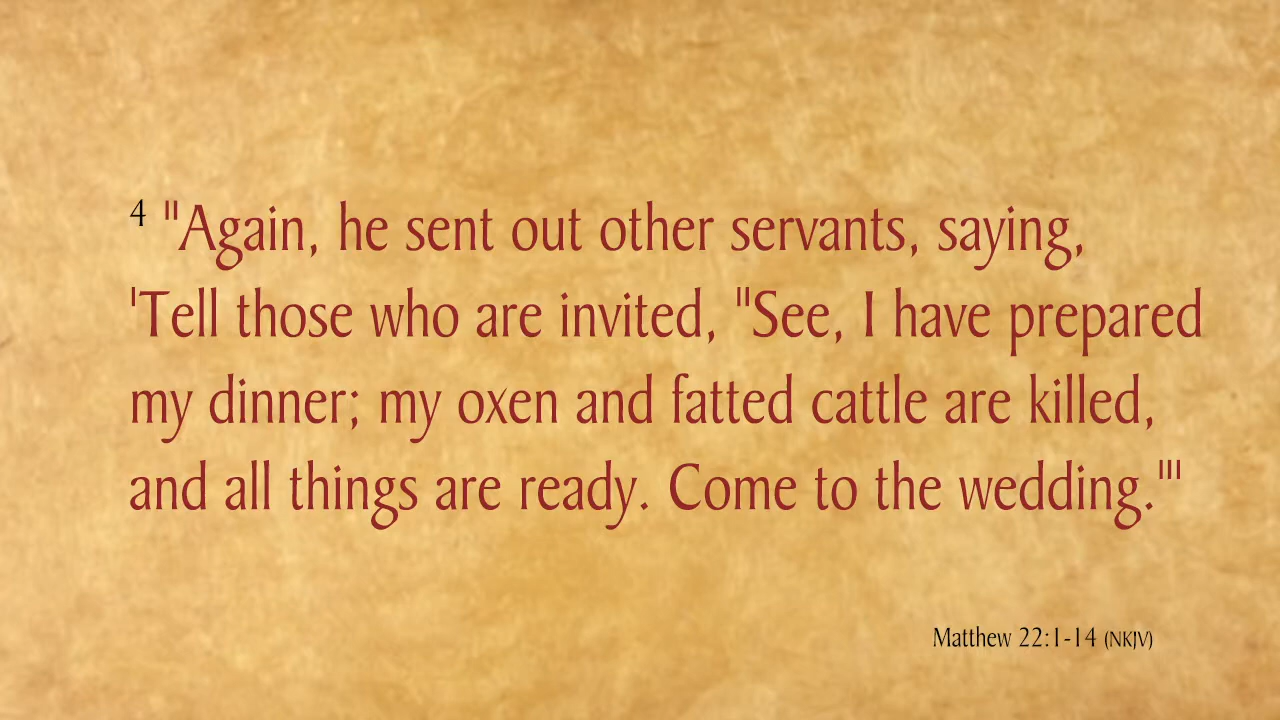 4 "Again, he sent out other servants, saying,
'Tell those who are invited, "See, I have prepared
my dinner; my oxen and fatted cattle are killed,
and all things are ready. Come to the wedding."'
Matthew 22:1-14 (NKJV)